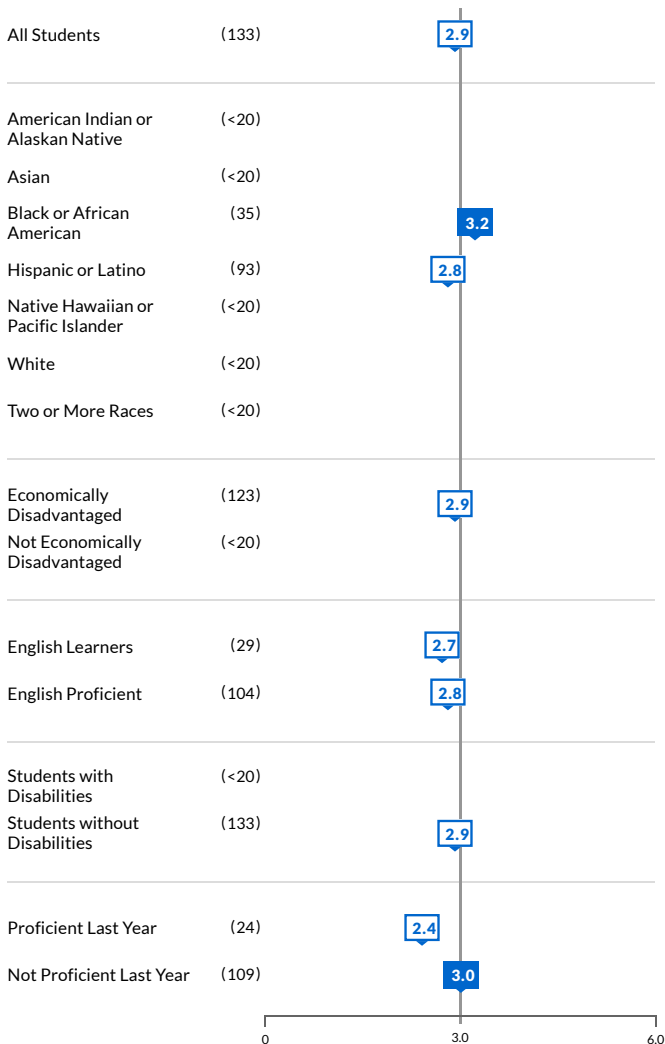 All Students (133) 2.9
American Indian or (<20)
Alaskan Native
Asian (<20)
Black or African (35) 3.2
American
Hispanic or Latino (93) 2.8
Native Hawaiian or (<20)
Pacific Islander
White (<20)
Two or More Races (<20)
Economically (123) 2.9
Disadvantaged
Not Economically (<20)
Disadvantaged
English Learners (29) 2.7
English Proficient (104) 2.8
Students with (<20)
Disabilities
Students without (133) 2.9
Disabilities
Proficient Last Year (24) 2.4
Not Proficient Last Year (109) 3.0
0 3.0 6.0